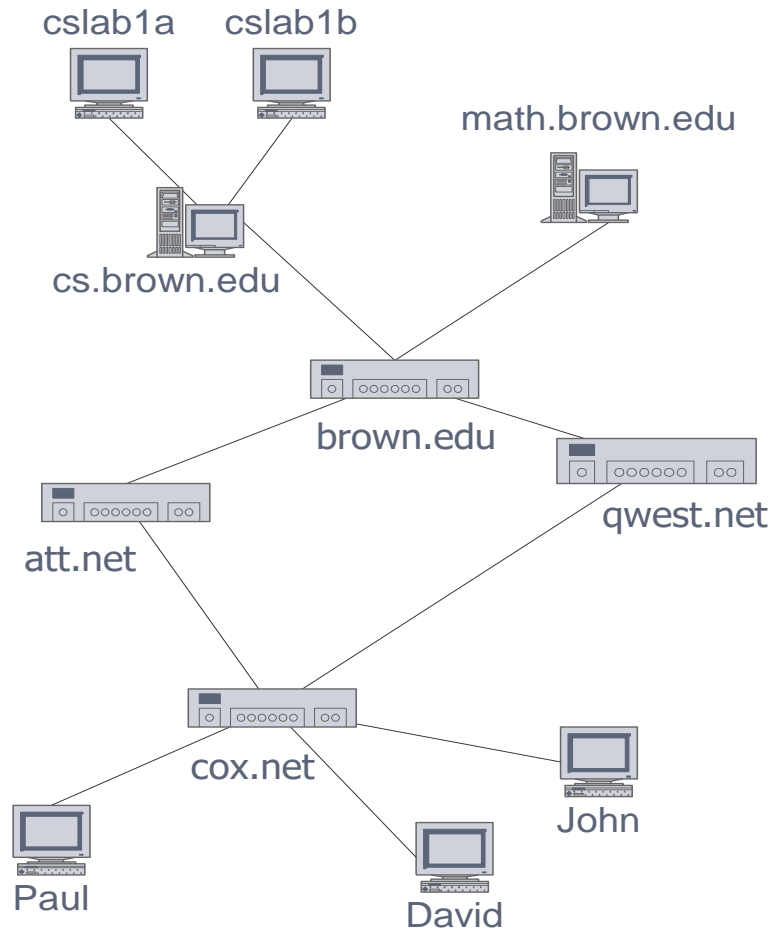 cslab1a
cslab1b
math.brown.edu
cs.brown.edu
brown.edu
qwest.net
att.net
cox.net
John
Paul
David